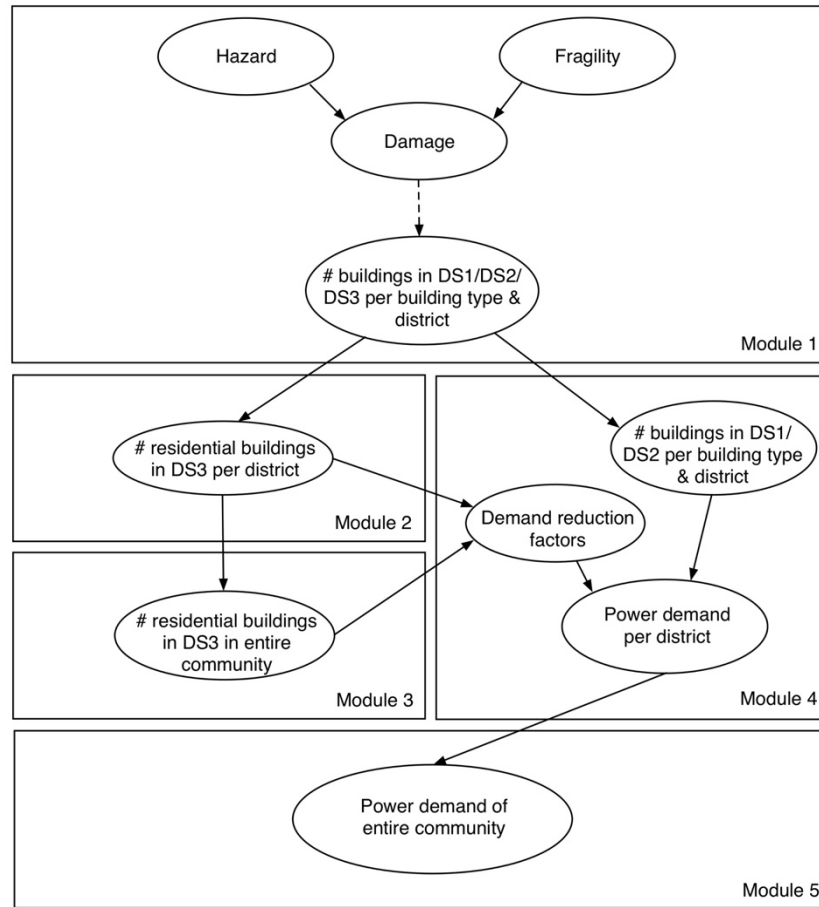 Hazard
Fragility
Damage
# buildings in DS1/DS2/
DS3 per building type &
district
Module 1
# residential buildings
in DS3 per district
Module 2
# buildings in DS1/
DS2 per building type
& district
Demand reduction
factors
Power demand
per district
Module 4
# residential buildings
in DS3 in entire
community
Module 3
Power demand of
entire community
Module 5